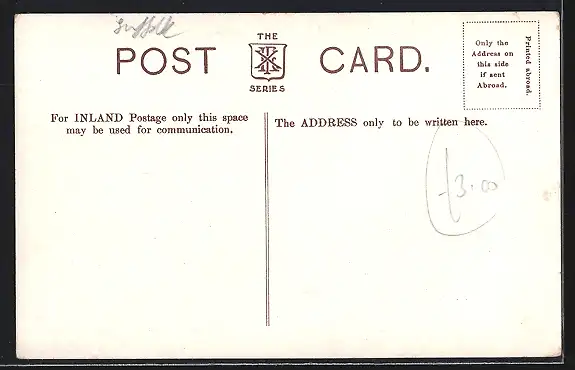 Suffolk
THE
POST CARD.
SERIES
Only the
Address on
this side
if sent
Abroad.
Printed abroad.
For INLAND Postage only this space
may be used for communication.
The ADDRESS only to be written here.
£3.00